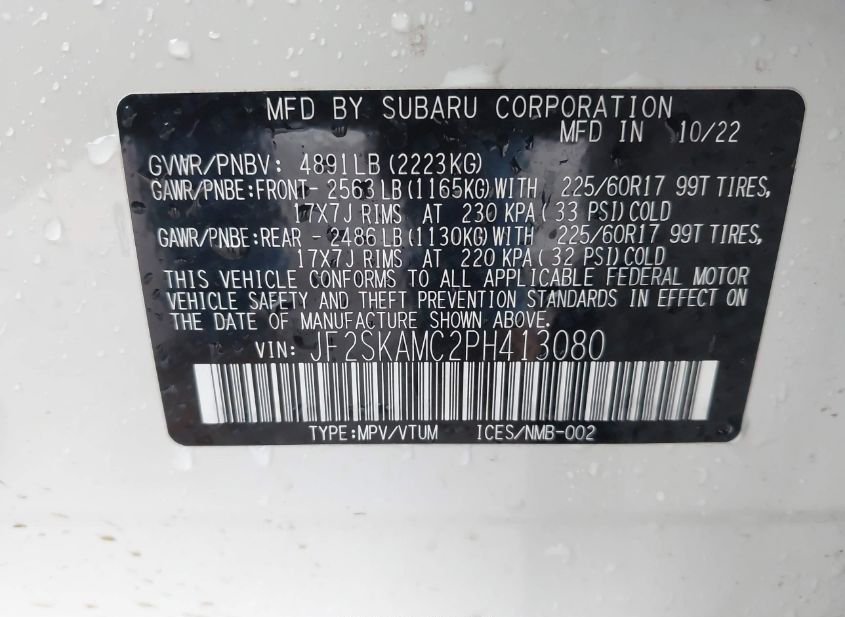 MFD BY SUBARU CORPORATION
MFD IN 10/22
GVWR/PNBV: 4891LB (2223KG)
GAWR/PNBE:FRONT- 2563 LB (1165KG) WITH 225/60R17 99T TIRES,
17X7J RIMS AT 230 KPA( 33 PSI) COLD
GAWR/PNBE:REAR - 2486 LB (1130KG) WITH 225/60R17 99T TIRES,
17X7J RIMS AT 220 KPA( 32 PSI) COLD
THIS VEHICLE CONFORMS TO ALL APPLICABLE FEDERAL MOTOR
VEHICLE SAFETY AND THEFT PREVENTION STANDARDS IN EFFECT ON
THE DATE OF MANUFACTURE SHOWN ABOVE.
VIN: JF2SKAMC2PH413080
TYPE:MPV/VTUM ICES/NMB-002